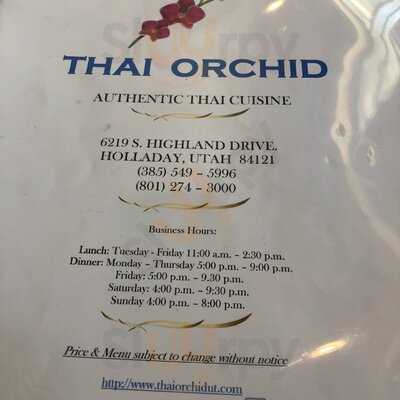 THAI ORCHID
AUTHENTIC THAI CUISINE
6219 S. HIGHLAND DRIVE.
HOLLADAY, UTAH 84121
(385) 549 – 5996
(801) 274 – 3000
Business Hours:
Lunch: Tuesday - Friday 11:00 a.m. – 2:30 p.m.
Dinner: Monday – Thursday 5:00 p.m. – 9:00 p.m.
Friday: 5:00 p.m. – 9.30 p.m.
Saturday: 4:00 p.m. – 9:30 p.m.
Sunday 4:00 p.m. – 8:00 p.m.
Price & Menu subject to change without notice
http://www.thaiorchidut.com